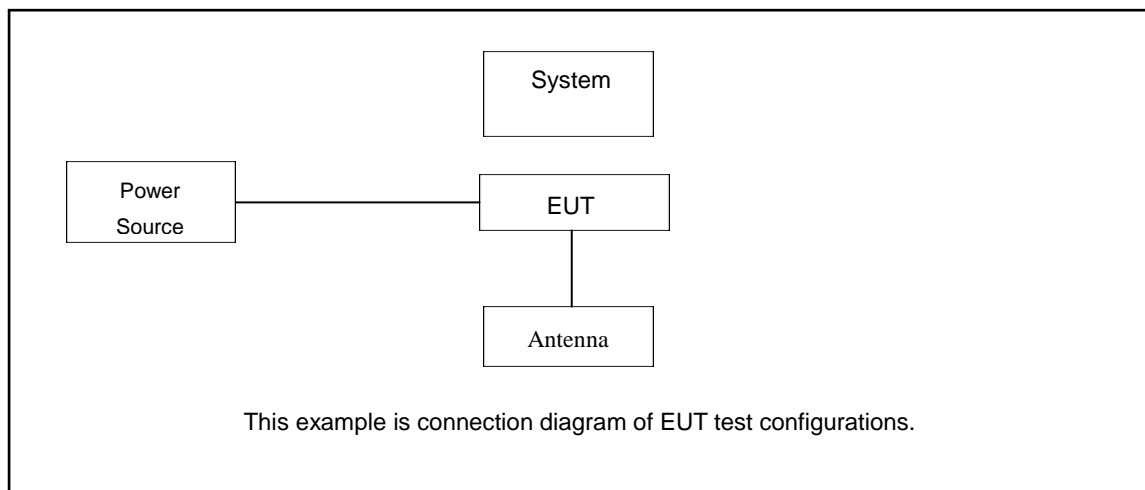 System
Power
Source
EUT
Antenna
This example is connection diagram of EUT test configurations.